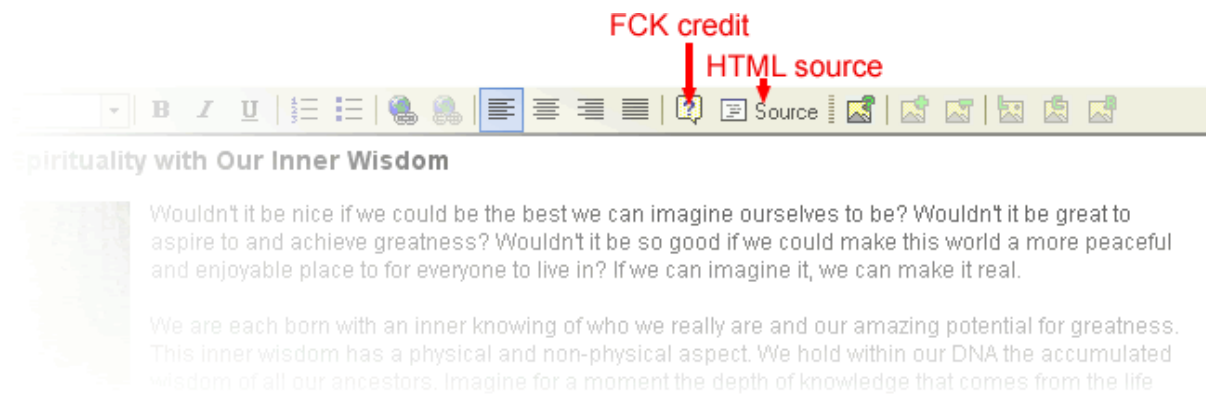 FCK credit
HTML source
B I U Source
Spirituality with Our Inner Wisdom
Wouldn't it be nice if we could be the best we can imagine ourselves to be? Wouldn't it be great to
aspire to and achieve greatness? Wouldn't it be so good if we could make this world a more peaceful
and enjoyable place to for everyone to live in? If we can imagine it, we can make it real.
We are each born with an inner knowing of who we really are and our amazing potential for greatness.
This inner wisdom has a physical and non-physical aspect. We hold within our DNA the accumulated
wisdom of all our ancestors. Imagine for a moment the depth of knowledge that comes from the life